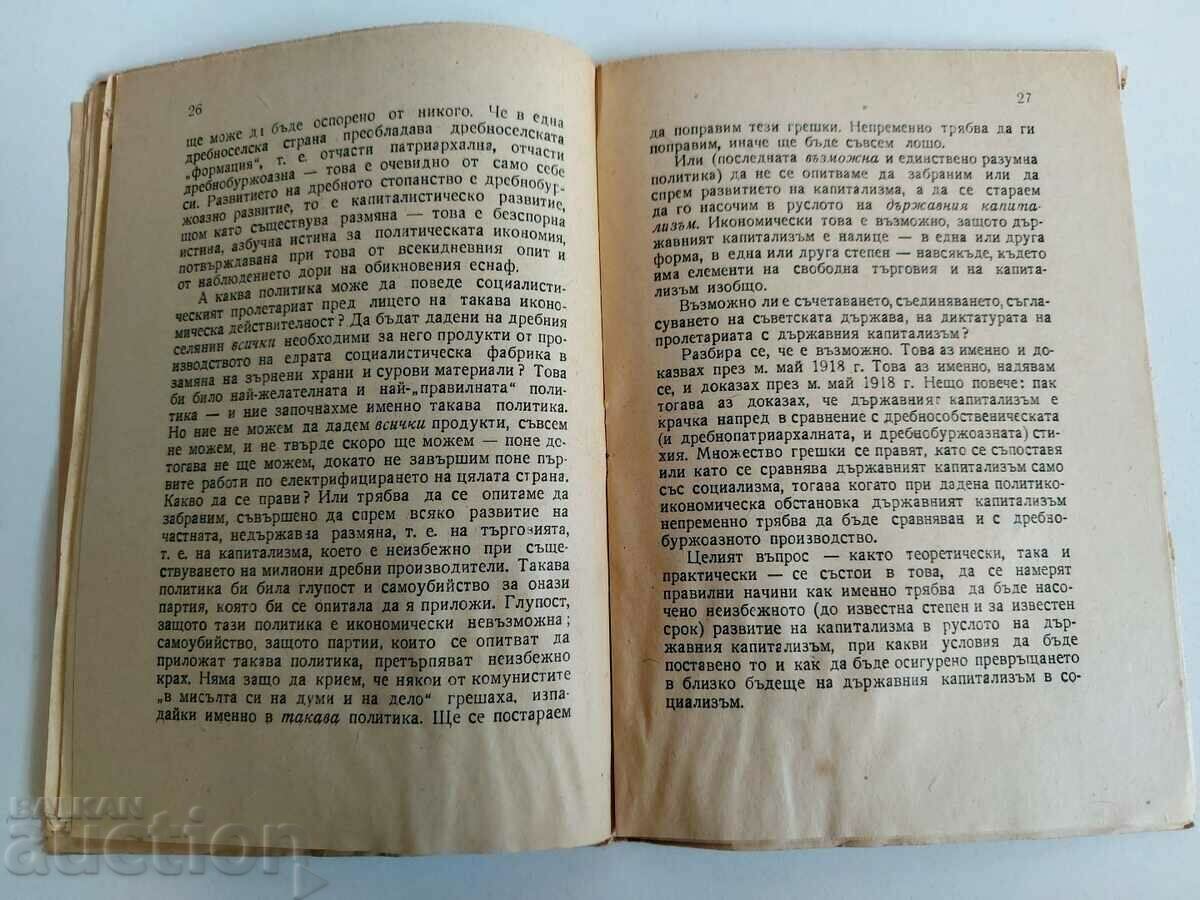 26
ще може да бъде оспорено от никого. Че в една
дребноселска страна преобладава дребноселската
„формация“, т. е. отчасти патриархална, отчасти
дребнобуржоазна — това е очевидно от само себе
си. Развитието на дребното стопанство е дребнобур-
жоазно развитие, то е капиталистическо развитие,
щом като съществува размяна — това е безспорна
истина, азбучна истина за политическата икономия,
потвърждавана при това от всекидневния опит и
от наблюдението дори на обикновения еснаф.
А каква политика може да поведе социалисти-
ческият пролетариат пред лицето на такава иконо-
мическа действителност? Да бъдат дадени на дребния
селянин всички необходими за него продукти от про-
изводството на едрата социалистическа фабрика в
замяна на зърнени храни и сурови материали? Това
би било най-желателната и най-„правилната“ поли-
тика — и ние започнахме именно такава политика.
Но ние не можем да дадем всички продукти, съвсем
не можем, и не твърде скоро ще можем — поне до-
тогава не ще можем, докато не завършим поне пър-
вите работи по електрифицирането на цялата страна.
Какво да се прави? Или трябва да се опитаме да
забраним, съвършено да спрем всяко развитие на
частната, недържавна размяна, т. е. на търговията,
т. е. на капитализма, което е неизбежно при съще-
ствуването на милиони дребни производители. Такава
политика би била глупост и самоубийство за онази
партия, която би се опитала да я приложи. Глупост,
защото тази политика е икономически невъзможна;
самоубийство, защото партии, които се опитват да
приложат такава политика, претърпяват неизбежно
крах. Няма защо да крием, че някои от комунистите
„в мисълта си на думи и на дело“ грешаха, изпа-
дайки именно в такава политика. Ще се постараем
27
да поправим тези грешки. Непременно трябва да ги
поправим, иначе ще бъде съвсем лошо.
Или (последната възможна и единствено разумна
политика) да не се опитваме да забраним или да
спрем развитието на капитализма, а да се стараем
да го насочим в руслото на държавния капита-
лизъм. Икономически това е възможно, защото дър-
жавният капитализъм е налице — в една или друга
форма, в една или друга степен — навсякъде, където
има елементи на свободна търговия и на капита-
лизъм изобщо.
Възможно ли е съчетаването, съединяването, съгла-
суването на съветската държава, на диктатурата на
пролетариата с държавния капитализъм?
Разбира се, че е възможно. Това аз именно и до-
казвах през м. май 1918 г. Това аз именно, надявам
се, и доказах през м. май 1918 г. Нещо повече: пак
тогава аз доказах, че държавният капитализъм е
крачка напред в сравнение с дребнособственическата
(и дребнопатриархалната, и дребнобуржоазната) сти-
хия. Множество грешки се правят, като се съпоставя
или като се сравнява държавният капитализъм само
със социализма, тогава когато при дадена политико-
икономическа обстановка държавният капитализъм
непременно трябва да бъде сравняван и с дребно-
буржоазното производство.
Целият въпрос — както теоретически, така и
практически — се състои в това, да се намерят
правилни начини как именно трябва да бъде насо-
чено неизбежното (до известна степен и за известен
срок) развитие на капитализма в руслото на дър-
жавния капитализъм, при какви условия да бъде
поставено то и как да бъде осигурено превръщането
в близко бъдеще на държавния капитализъм в со-
циализъм.
BALKAN
auction